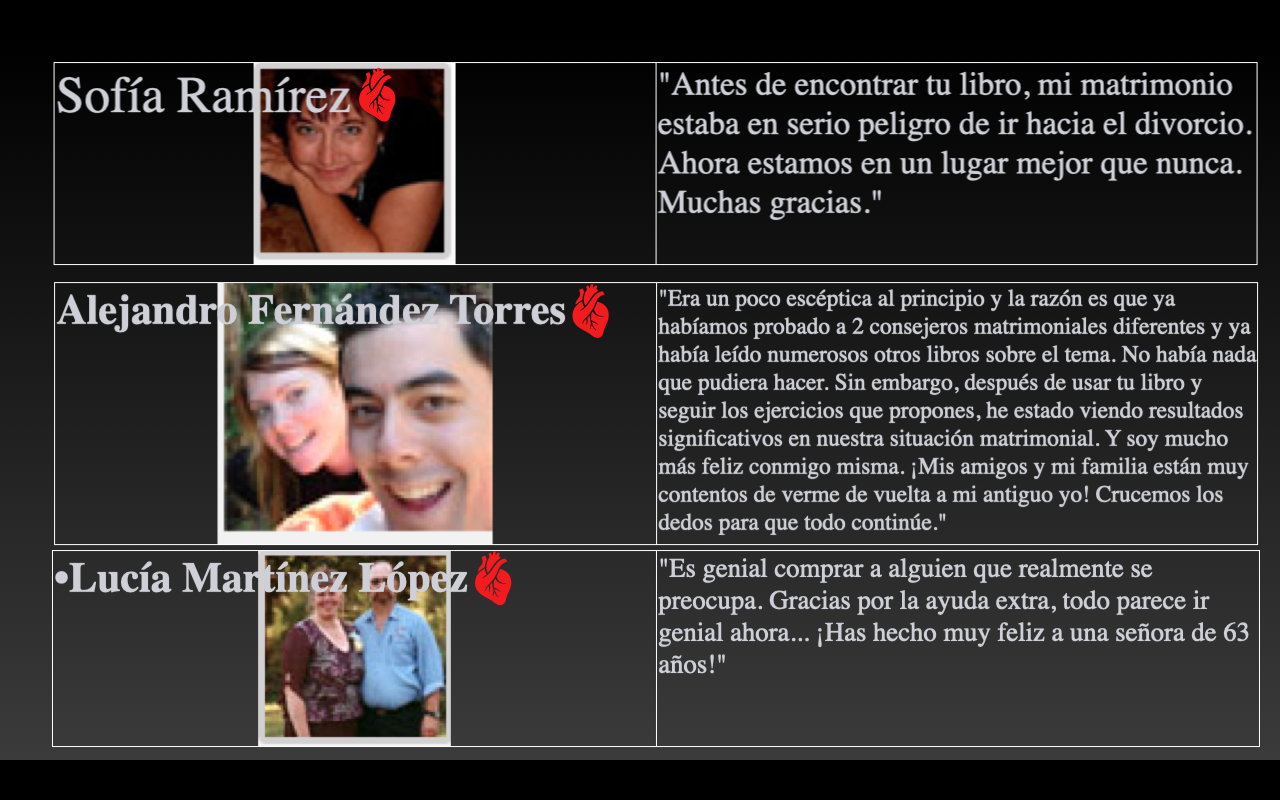 Sofía Ramírez
"Antes de encontrar tu libro, mi matrimonio
estaba en serio peligro de ir hacia el divorcio.
Ahora estamos en un lugar mejor que nunca.
Muchas gracias."
Alejandro Fernández Torres
"Era un poco escéptica al principio y la razón es que ya
habíamos probado a 2 consejeros matrimoniales diferentes y ya
había leído numerosos otros libros sobre el tema. No había nada
que pudiera hacer. Sin embargo, después de usar tu libro y
seguir los ejercicios que propones, he estado viendo resultados
significativos en nuestra situación matrimonial. Y soy mucho
más feliz conmigo misma. ¡Mis amigos y mi familia están muy
contentos de verme de vuelta a mi antiguo yo! Crucemos los
dedos para que todo continúe."
•Lucía Martínez López
"Es genial comprar a alguien que realmente se
preocupa. Gracias por la ayuda extra, todo parece ir
genial ahora... ¡Has hecho muy feliz a una señora de 63
años!"